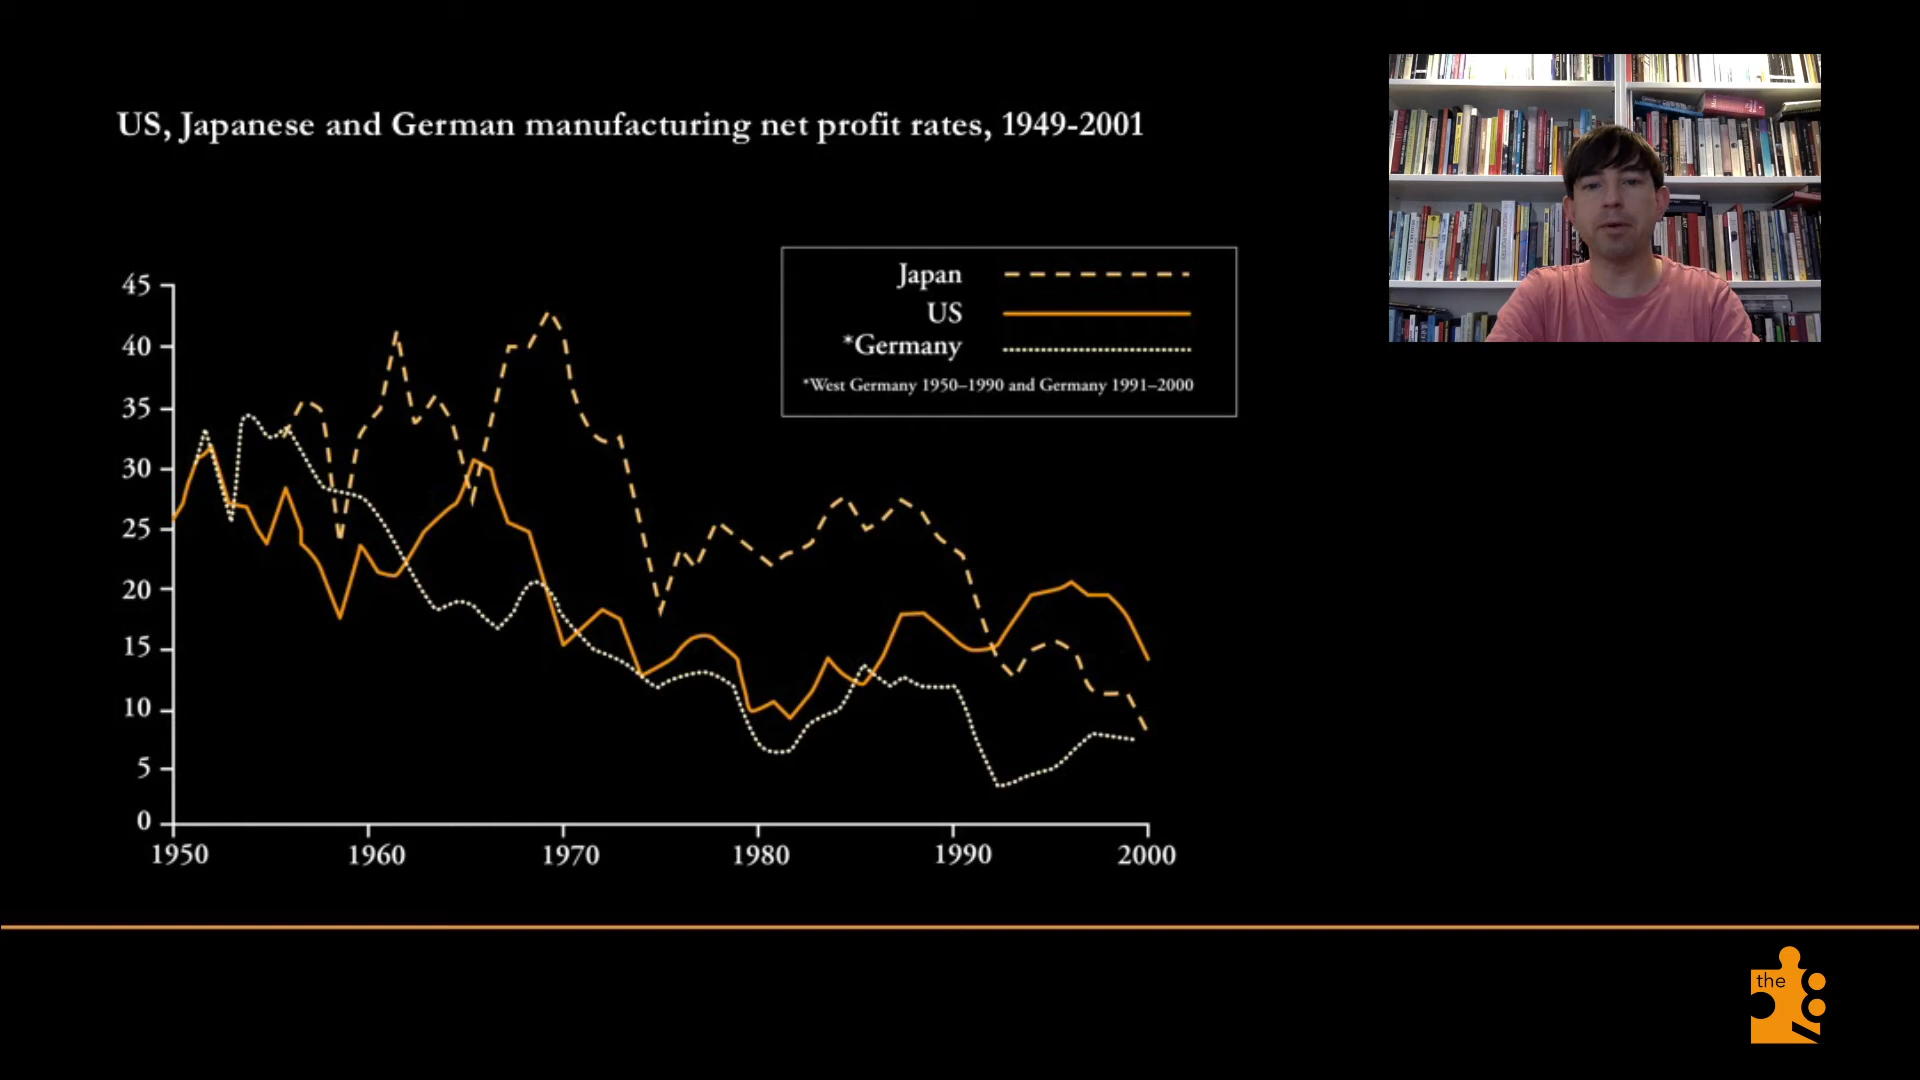 US, Japanese and German manufacturing net profit rates, 1949-2001
Japan
US
*Germany
*West Germany 1950–1990 and Germany 1991–2000
45
40
35
30
25
20
15
10
5
0
1950 1960 1970 1980 1990 2000
the